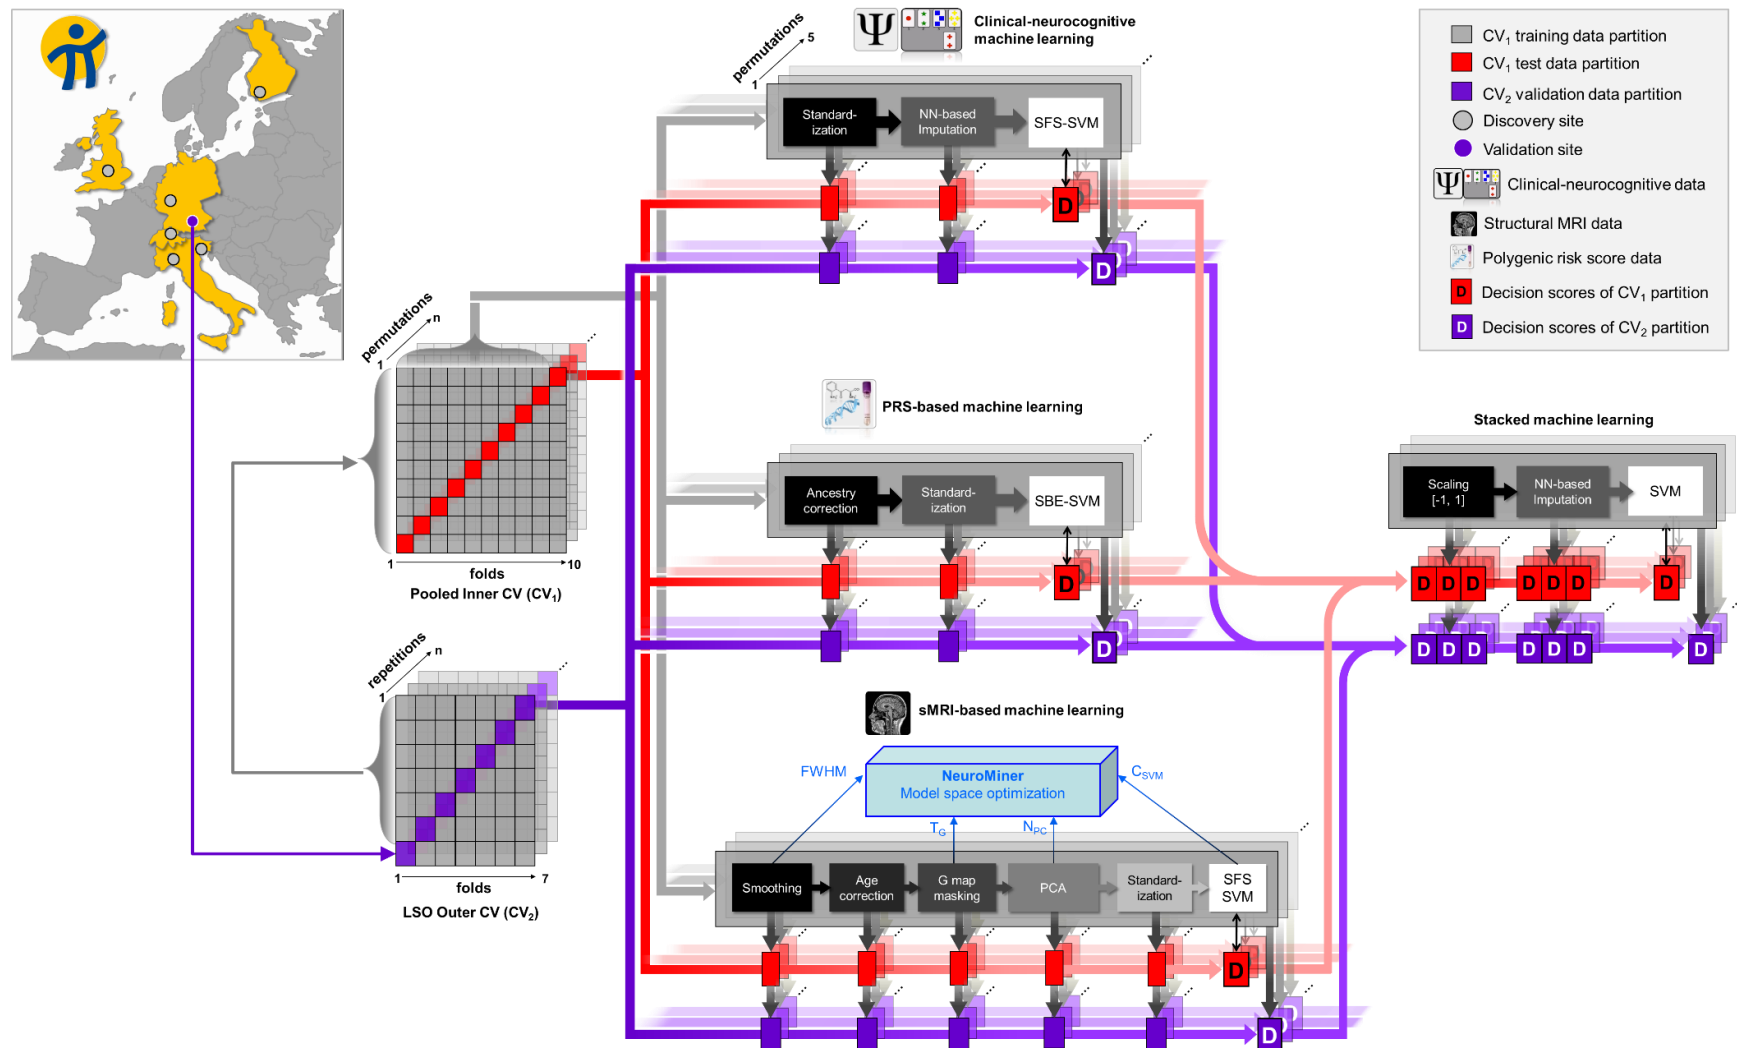 Clinical-neurocognitive
machine learning
permutations
1
5
Standard-
ization
NN-based
Imputation
SFS-SVM
D
D
CV1 training data partition
CV1 test data partition
CV2 validation data partition
Discovery site
Validation site
Ψ
Clinical-neurocognitive data
Structural MRI data
Polygenic risk score data
D
Decision scores of CV1 partition
D
Decision scores of CV2 partition
permutations
1
n
1
folds
10
Pooled Inner CV (CV1)
repetitions
1
n
1
folds
7
LSO Outer CV (CV2)
Ψ
PRS-based machine learning
Ancestry
correction
Standard-
ization
SBE-SVM
D
D
Stacked machine learning
Scaling
[-1, 1]
NN-based
Imputation
SVM
D D D
D D D
D
D D D
D D D
D
sMRI-based machine learning
FWHM
NeuroMiner
Model space optimization
CSVM
TG
NPC
Smoothing
Age
correction
G map
masking
PCA
Standard-
ization
SFS
SVM
D
D